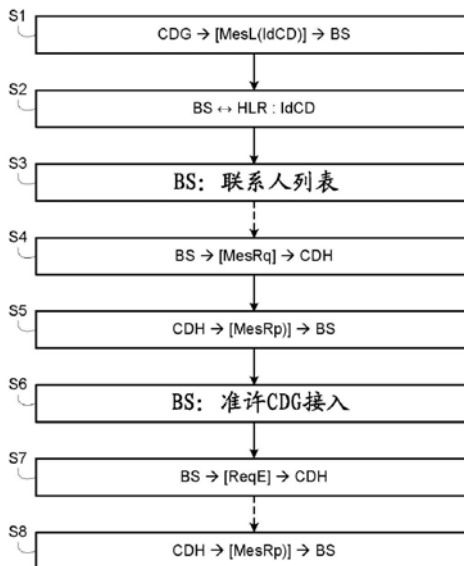 S1
CDG → [MesL(IdCD)] → BS
S2
BS ↔ HLR : IdCD
S3
BS: 联系人列表
S4
BS → [MesRq] → CDH
S5
CDH → [MesRp)] → BS
S6
BS: 准许CDG接入
S7
BS → [ReqE] → CDH
S8
CDH → [MesRp)] → BS